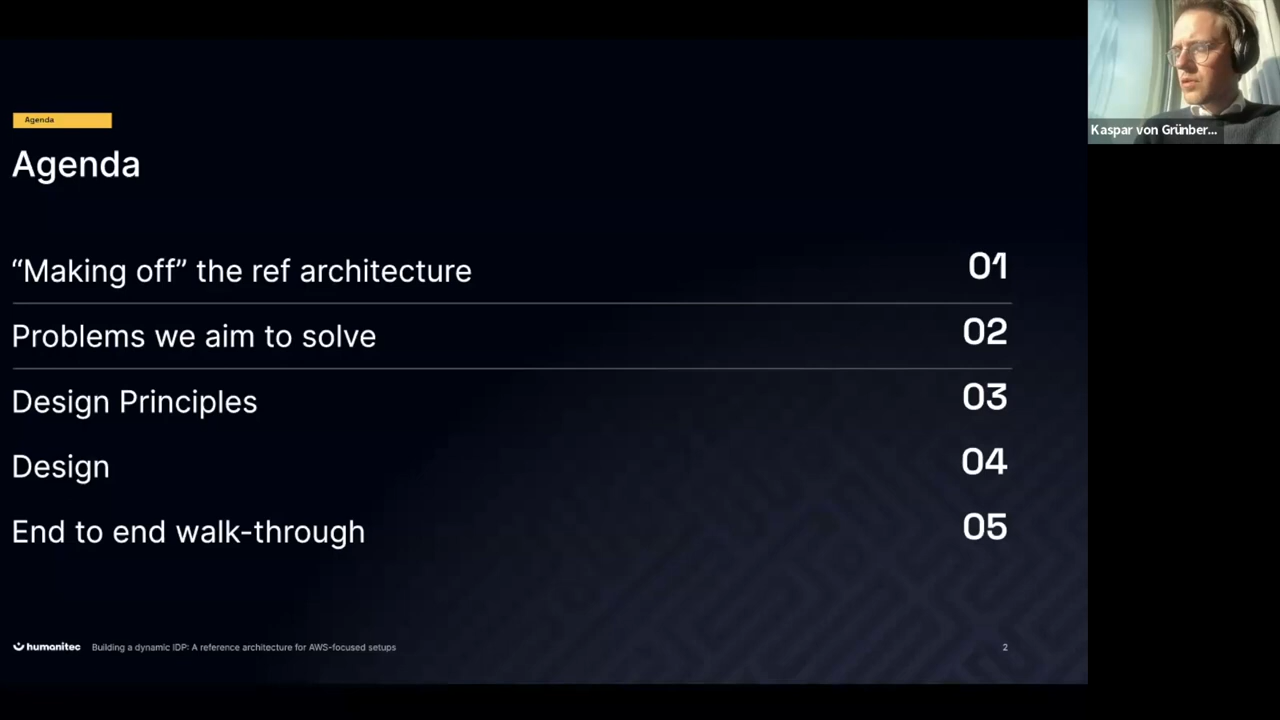 Agenda
Agenda
“Making off” the ref architecture 01
Problems we aim to solve 02
Design Principles 03
Design 04
End to end walk-through 05
humanitec Building a dynamic IDP: A reference architecture for AWS-focused setups 2
Kaspar von Grünber...